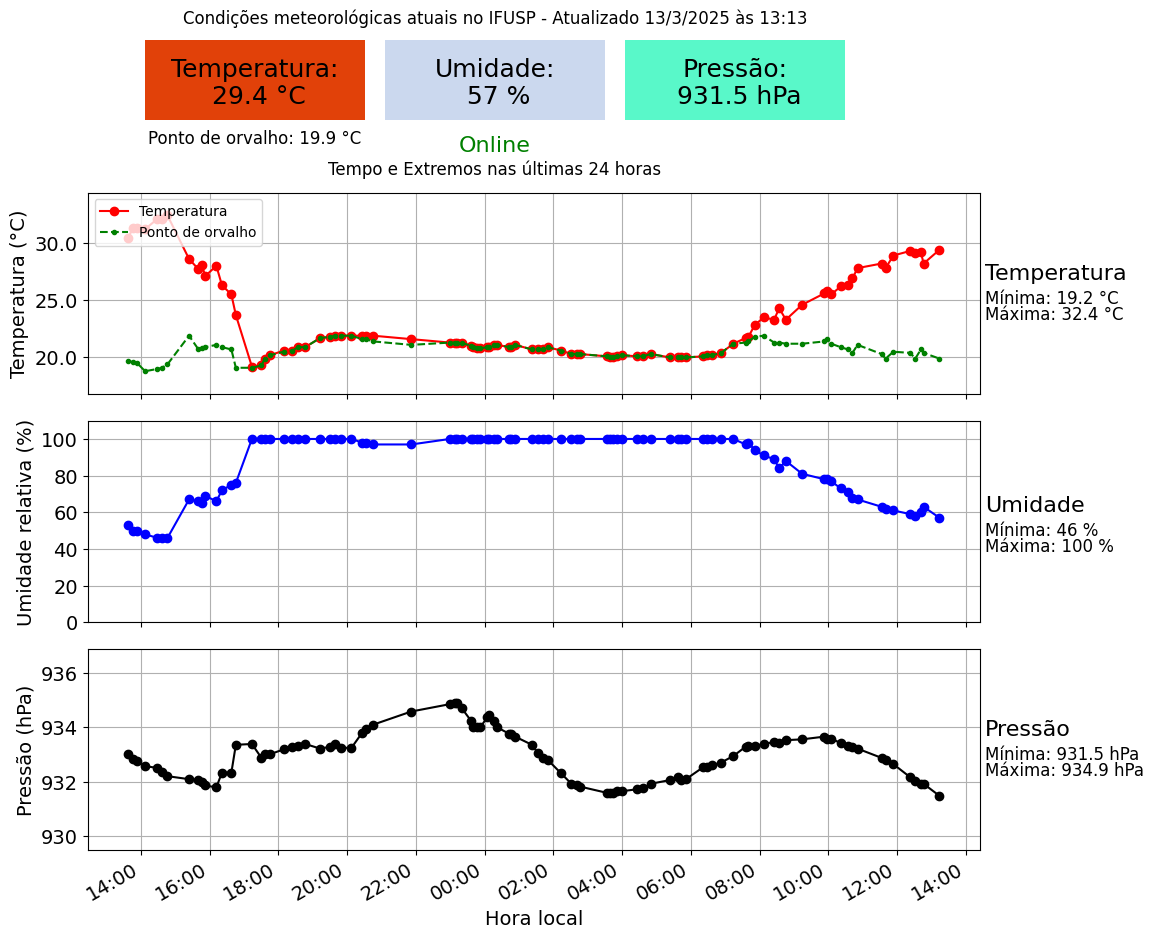 Condições meteorológicas atuais no IFUSP - Atualizado 13/3/2025 às 13:13
Temperatura:
29.4 °C
Umidade:
57 %
Pressão:
931.5 hPa
Ponto de orvalho: 19.9 °C
Online
Tempo e Extremos nas últimas 24 horas
Temperatura (°C)
30.0
25.0
20.0
Temperatura
Ponto de orvalho
Temperatura
Mínima: 19.2 °C
Máxima: 32.4 °C
Umidade relativa (%)
100
80
60
40
20
0
Umidade
Mínima: 46 %
Máxima: 100 %
Pressão (hPa)
936
934
932
930
Pressão
Mínima: 931.5 hPa
Máxima: 934.9 hPa
14:00 16:00 18:00 20:00 22:00 00:00 02:00 04:00 06:00 08:00 10:00 12:00 14:00
Hora local